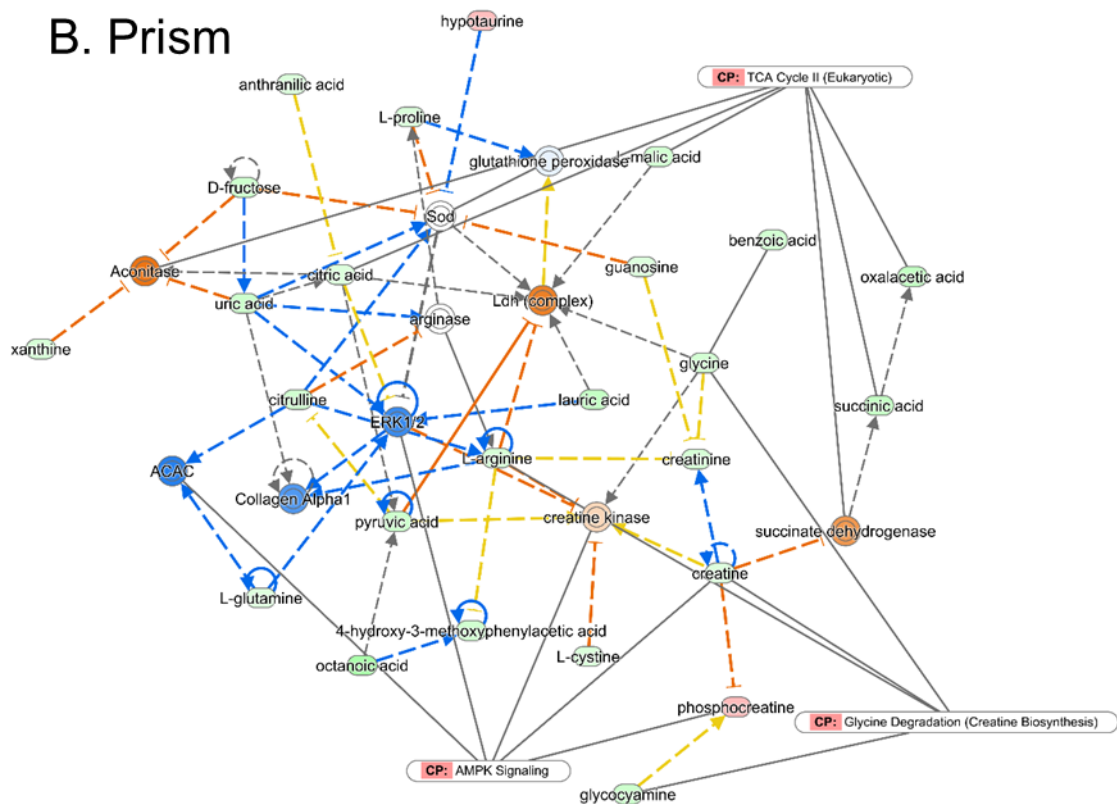 B. Prism
hypotaurine
CP: TCA Cycle II (Eukaryotic)
anthranilic acid
L-proline
glutathione peroxidase
L-malic acid
D-fructose
Sod
benzoic acid
Aconitase
citric acid
guanosine
oxalacetic acid
uric acid
Ldh (complex)
arginase
xanthine
glycine
citrulline
lauric acid
succinic acid
ERK1/2
ACAC
L-arginine
creatinine
Collagen Alpha1
pyruvic acid
creatine kinase
succinate dehydrogenase
creatine
L-glutamine
4-hydroxy-3-methoxyphenylacetic acid
octanoic acid
L-cystine
phosphocreatine
CP: Glycine Degradation (Creatine Biosynthesis)
CP: AMPK Signaling
glycocyamine